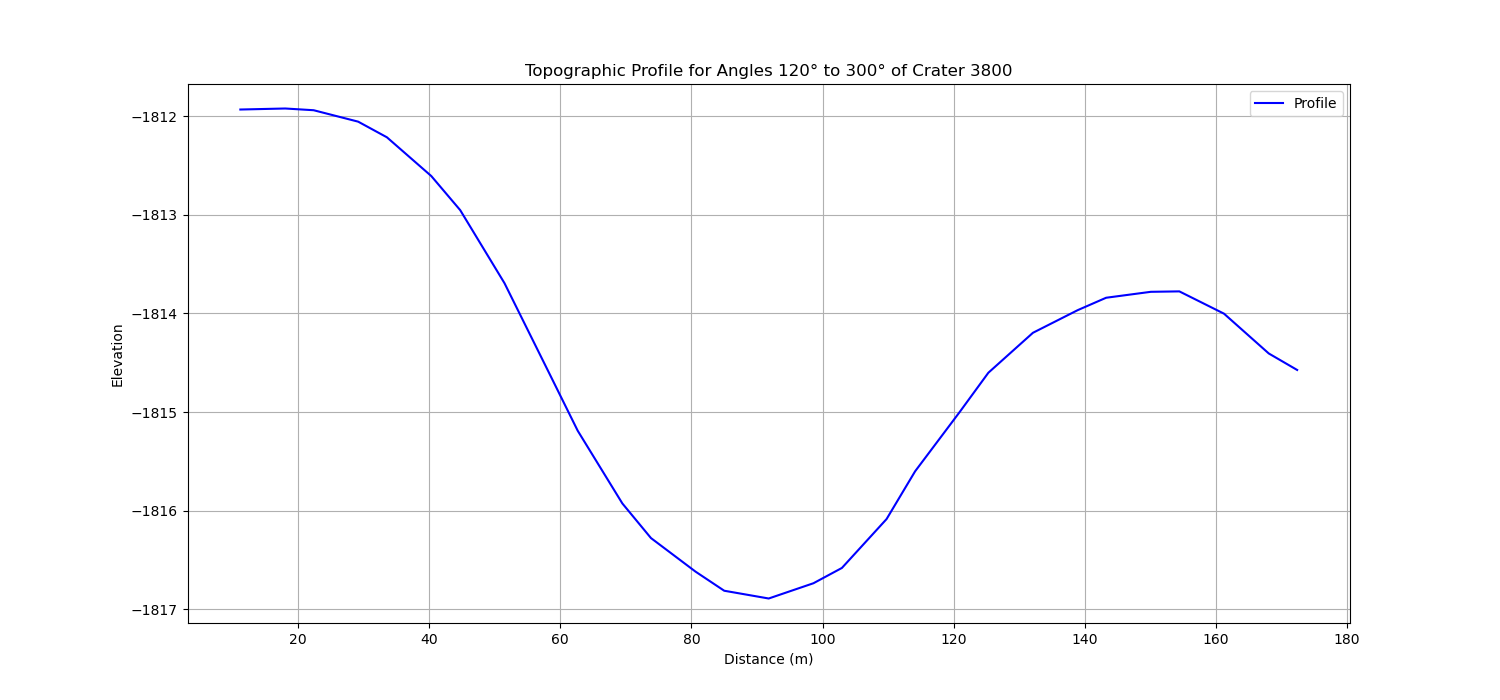 Topographic Profile for Angles 120° to 300° of Crater 3800
Profile
−1812
−1813
−1814
−1815
−1816
−1817
Elevation
20 40 60 80 100 120 140 160 180
Distance (m)